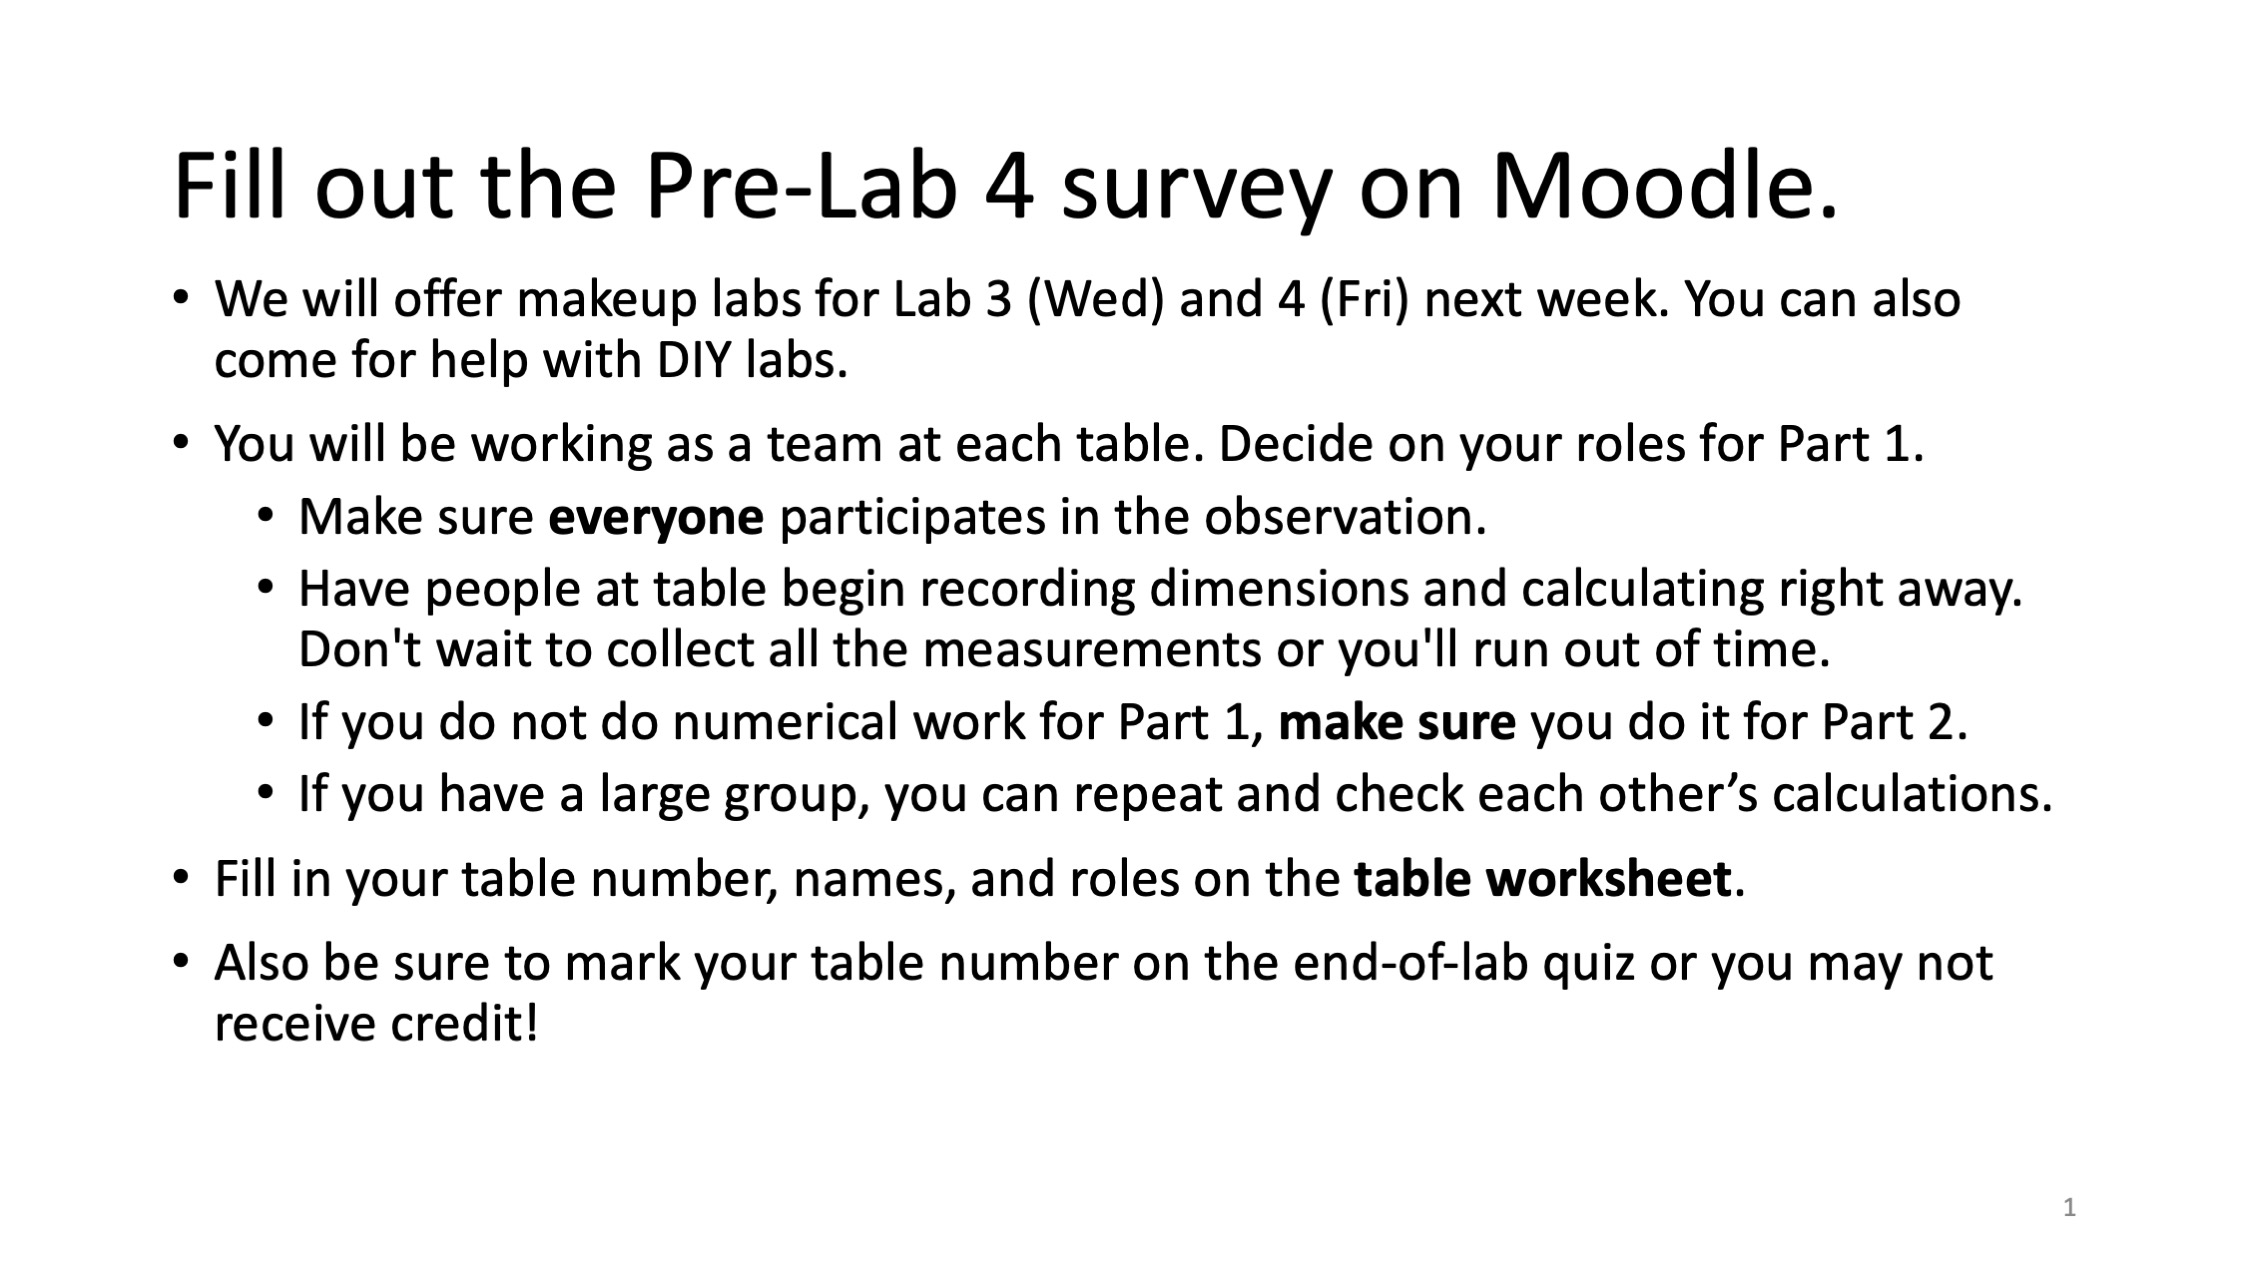 Fill out the Pre-Lab 4 survey on Moodle.
• We will offer makeup labs for Lab 3 (Wed) and 4 (Fri) next week. You can also
come for help with DIY labs.
• You will be working as a team at each table. Decide on your roles for Part 1.
• Make sure everyone participates in the observation.
• Have people at table begin recording dimensions and calculating right away.
Don't wait to collect all the measurements or you'll run out of time.
• If you do not do numerical work for Part 1, make sure you do it for Part 2.
• If you have a large group, you can repeat and check each other’s calculations.
• Fill in your table number, names, and roles on the table worksheet.
• Also be sure to mark your table number on the end-of-lab quiz or you may not
receive credit!
1